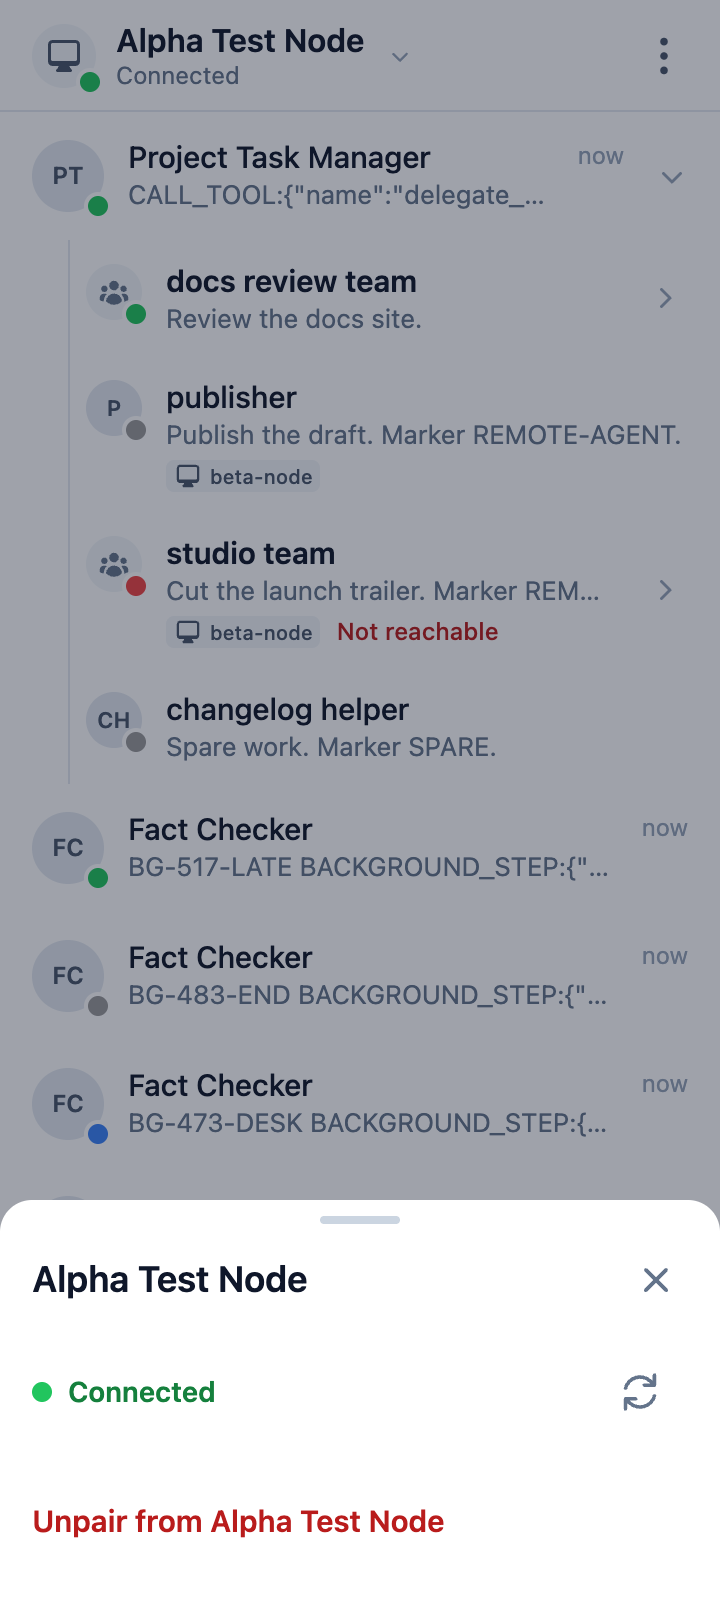 Alpha Test Node
Connected
PT
Project Task Manager
now
CALL_TOOL:{"name":"delegate_...
docs review team
Review the docs site.
P
publisher
Publish the draft. Marker REMOTE-AGENT.
beta-node
studio team
Cut the launch trailer. Marker REM...
beta-node
Not reachable
CH
changelog helper
Spare work. Marker SPARE.
FC
Fact Checker
now
BG-517-LATE BACKGROUND_STEP:{"...
FC
Fact Checker
now
BG-483-END BACKGROUND_STEP:{"...
FC
Fact Checker
now
BG-473-DESK BACKGROUND_STEP:{...
Alpha Test Node
Connected
Unpair from Alpha Test Node